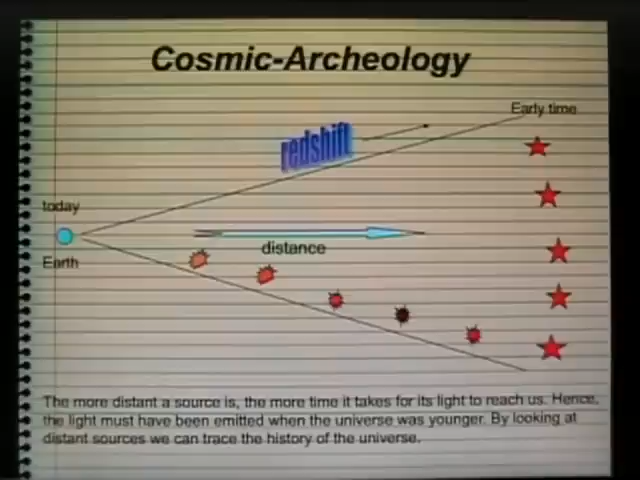 Cosmic-Archeology
Early time
redshift
today
distance
Earth
The more distant a source is, the more time it takes for its light to reach us. Hence,
the light must have been emitted when the universe was younger. By looking at
distant sources we can trace the history of the universe.